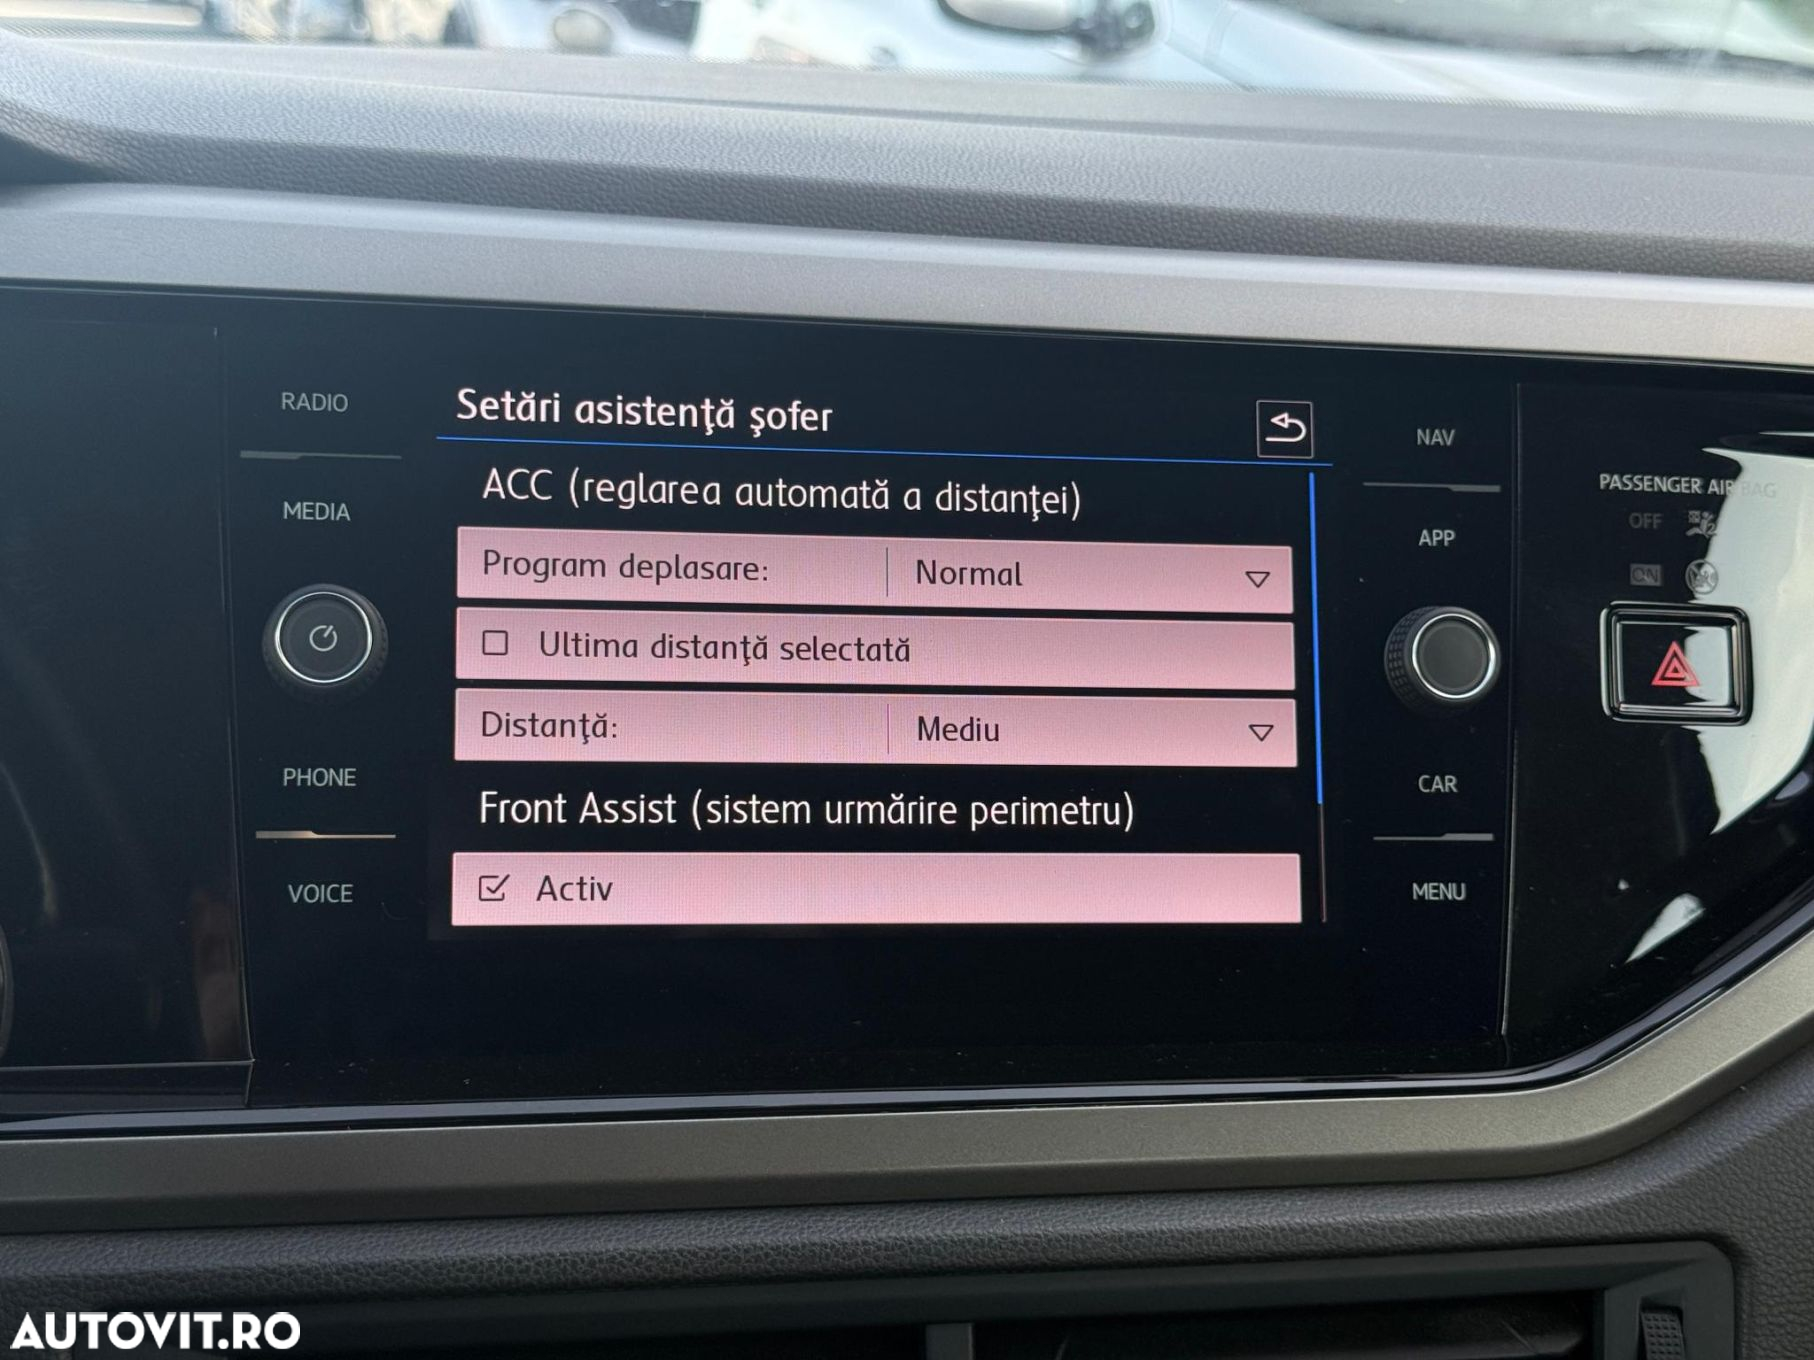 RADIO
MEDIA
PHONE
VOICE
Setări asistenţă şofer
ACC (reglarea automată a distanţei)
Program deplasare: Normal
Ultima distanţă selectată
Distanţă: Mediu
Front Assist (sistem urmărire perimetru)
Activ
NAV
APP
CAR
MENU
PASSENGER AIR BAG
OFF
ON
AUTOVIT.RO